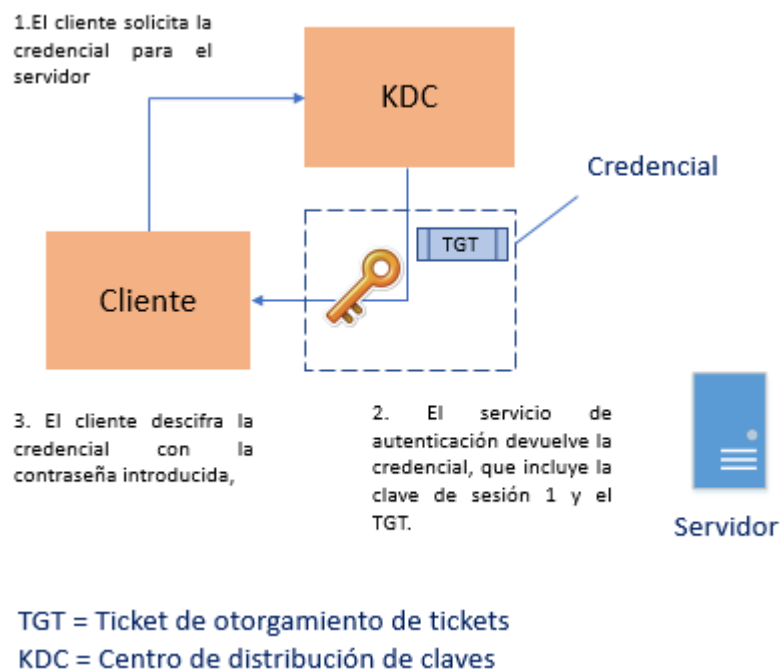 1.El cliente solicita la
credencial para el
servidor
KDC
Credencial
TGT
Cliente
3. El cliente descifra la
credencial con la
contraseña introducida,
2. El servicio de
autenticación devuelve la
credencial, que incluye la
clave de sesión 1 y el
TGT.
Servidor
TGT = Ticket de otorgamiento de tickets
KDC = Centro de distribución de claves